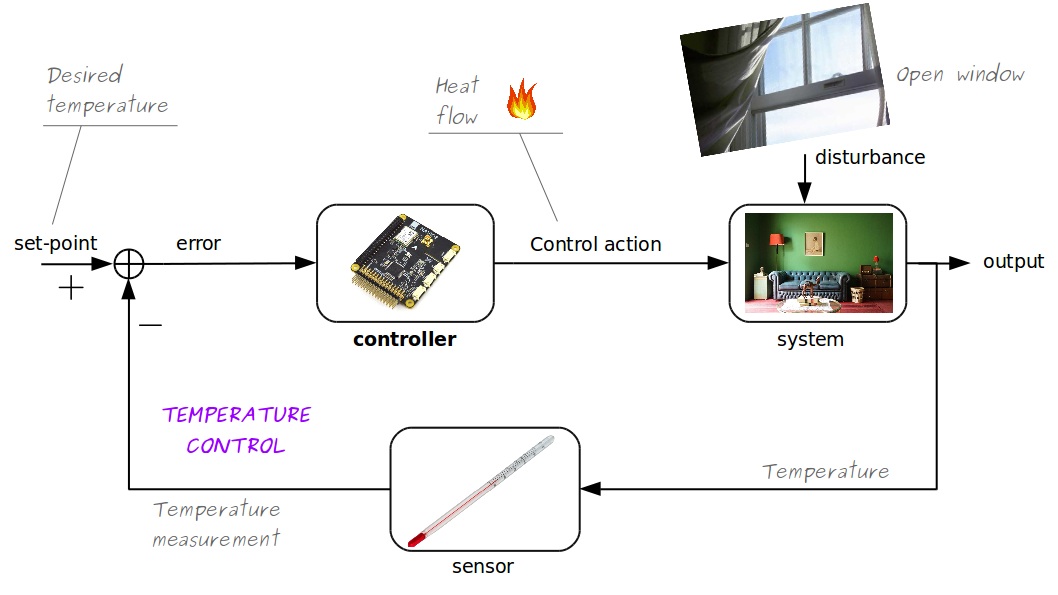 Desired
temperature
Heat
flow
Open window
disturbance
set-point
error
Control action
output
+
−
controller
system
TEMPERATURE
CONTROL
Temperature
Temperature
measurement
sensor